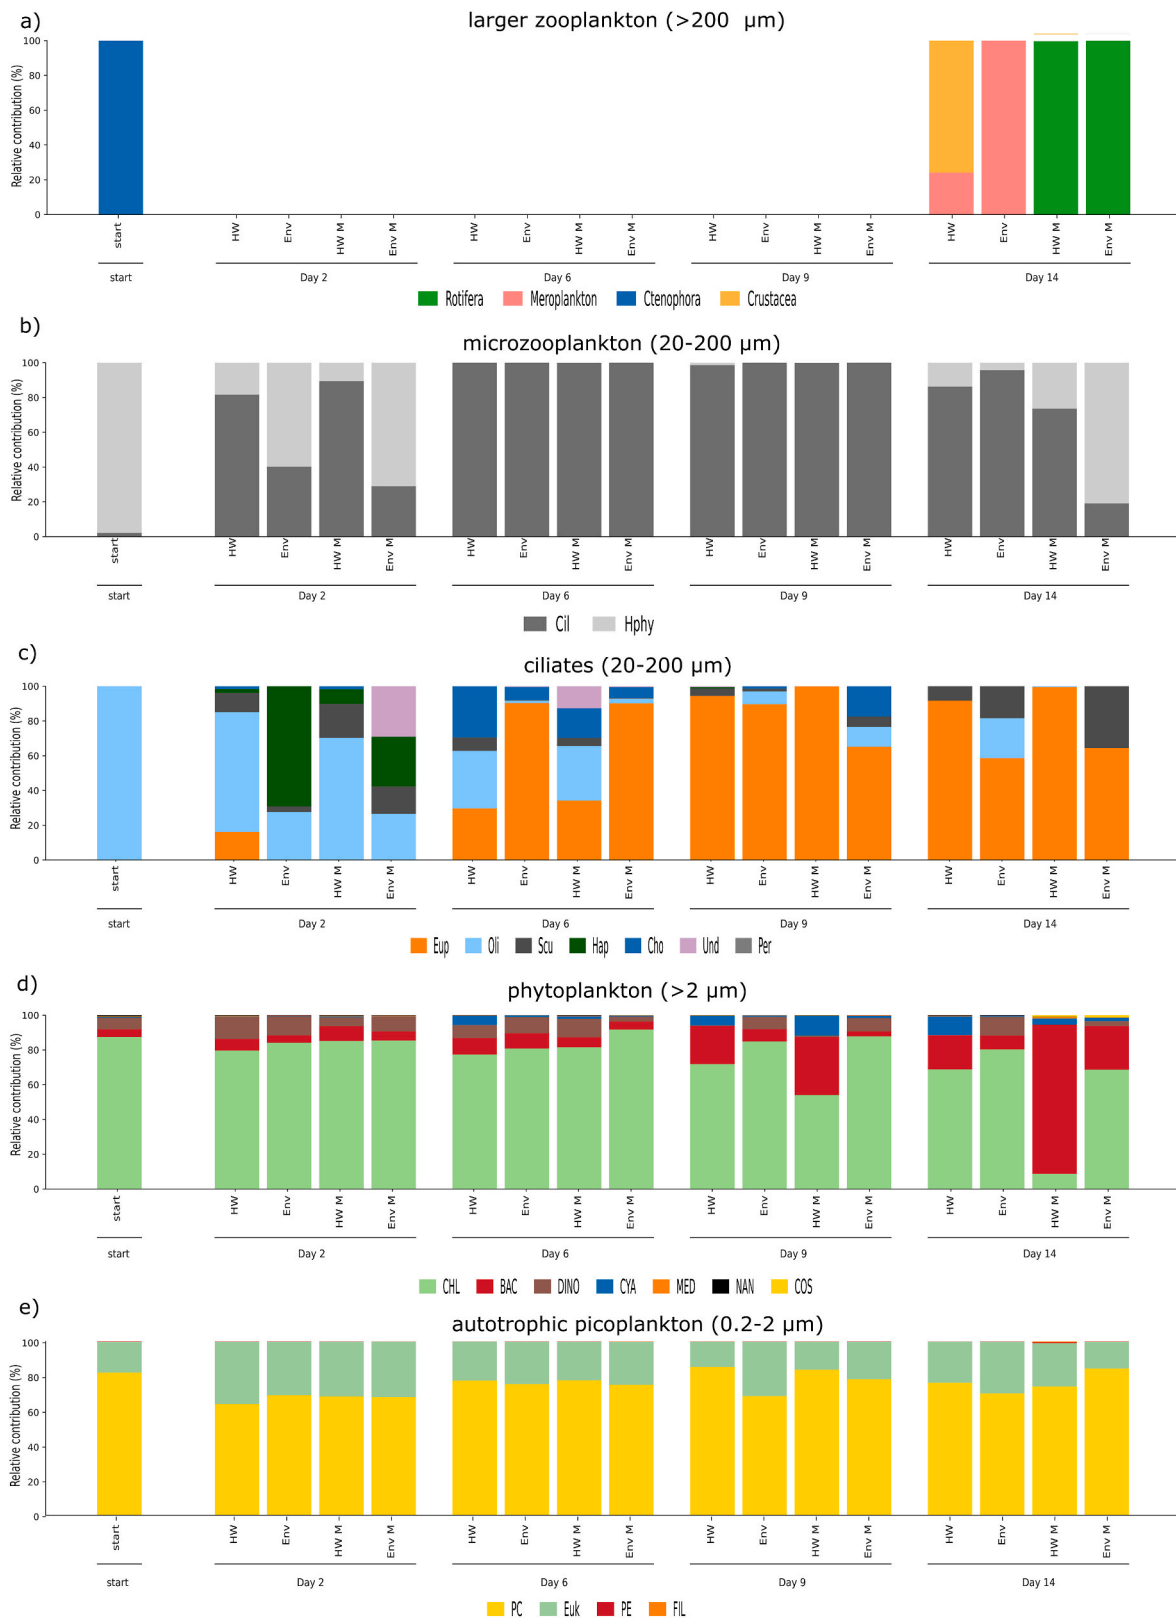 a)
larger zooplankton (>200 µm)
Relative contribution (%)
100
80
60
40
20
0
start
HW
Env
HW M
Env M
HW
Env
HW M
Env M
HW
Env
HW M
Env M
HW
Env
HW M
Env M
start
Day 2
Day 6
Day 9
Day 14
Rotifera
Meroplankton
Ctenophora
Crustacea
b)
microzooplankton (20-200 µm)
Relative contribution (%)
100
80
60
40
20
0
start
HW
Env
HW M
Env M
HW
Env
HW M
Env M
HW
Env
HW M
Env M
HW
Env
HW M
Env M
start
Day 2
Day 6
Day 9
Day 14
Cil
Hphy
c)
ciliates (20-200 µm)
Relative contribution (%)
100
80
60
40
20
0
start
HW
Env
HW M
Env M
HW
Env
HW M
Env M
HW
Env
HW M
Env M
HW
Env
HW M
Env M
start
Day 2
Day 6
Day 9
Day 14
Eup
Oli
Scu
Hap
Cho
Und
Per
d)
phytoplankton (>2 µm)
Relative contribution (%)
100
80
60
40
20
0
start
HW
Env
HW M
Env M
HW
Env
HW M
Env M
HW
Env
HW M
Env M
HW
Env
HW M
Env M
start
Day 2
Day 6
Day 9
Day 14
CHL
BAC
DINO
CYA
MED
NAN
COS
e)
autotrophic picoplankton (0.2-2 µm)
Relative contribution (%)
100
80
60
40
20
0
start
HW
Env
HW M
Env M
HW
Env
HW M
Env M
HW
Env
HW M
Env M
HW
Env
HW M
Env M
start
Day 2
Day 6
Day 9
Day 14
PC
Euk
PE
FIL